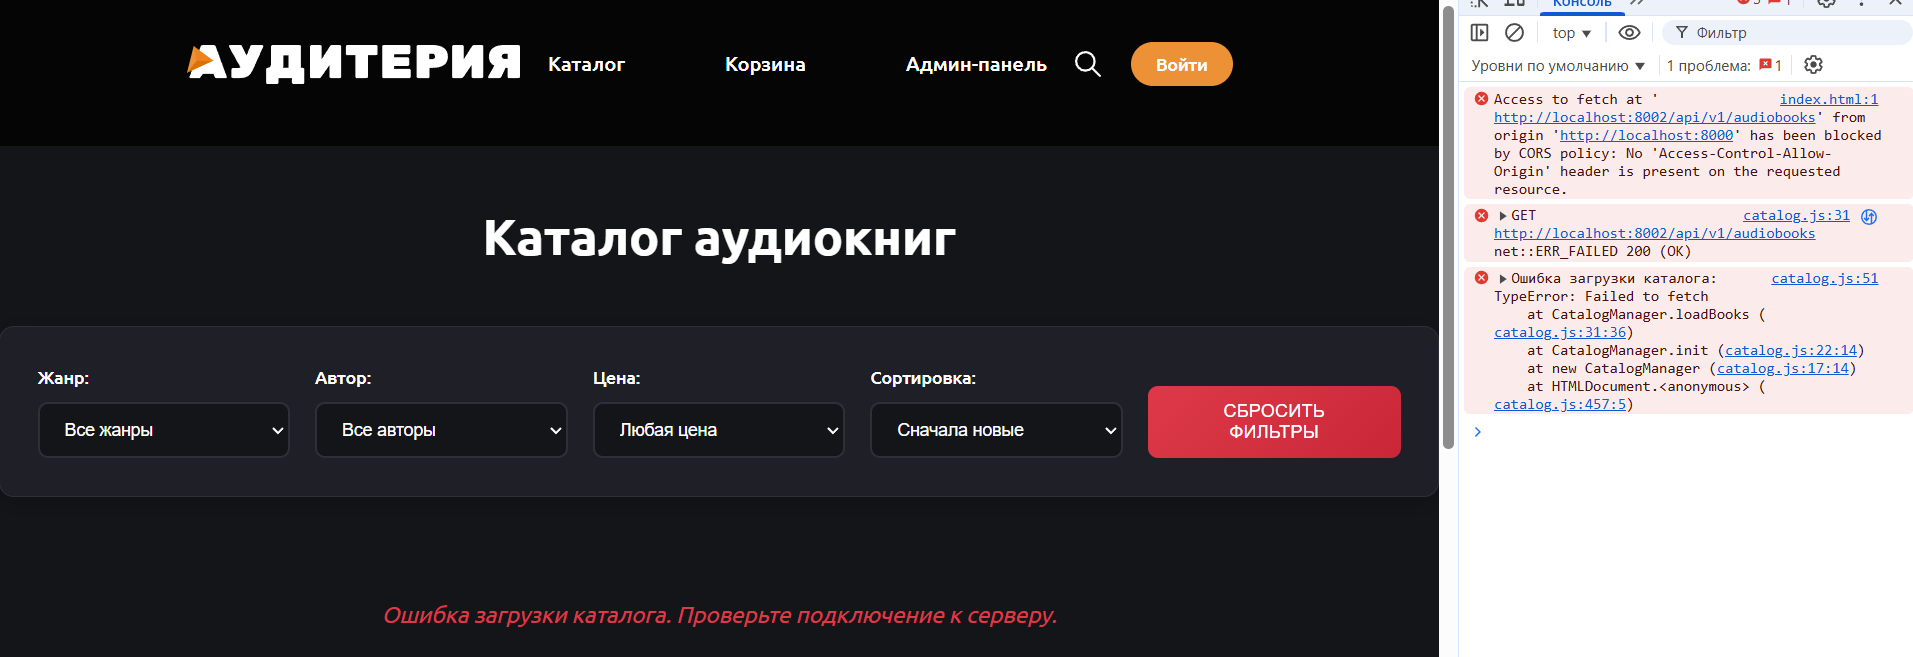 АУДИТЕРИЯ
Каталог
Корзина
Админ-панель
Войти
Каталог аудиокниг
Жанр:
Автор:
Цена:
Сортировка:
Все жанры
Все авторы
Любая цена
Сначала новые
СБРОСИТЬ
ФИЛЬТРЫ
Ошибка загрузки каталога. Проверьте подключение к серверу.
Консоль
top
Фильтр
Уровни по умолчанию
1 проблема: 1
Access to fetch at ' index.html:1
http://localhost:8002/api/v1/audiobooks' from
origin 'http://localhost:8000' has been blocked
by CORS policy: No 'Access-Control-Allow-
Origin' header is present on the requested
resource.
GET catalog.js:31
http://localhost:8002/api/v1/audiobooks
net::ERR_FAILED 200 (OK)
Ошибка загрузки каталога: catalog.js:51
TypeError: Failed to fetch
at CatalogManager.loadBooks (
catalog.js:31:36)
at CatalogManager.init (catalog.js:22:14)
at new CatalogManager (catalog.js:17:14)
at HTMLDocument.<anonymous> (
catalog.js:457:5)